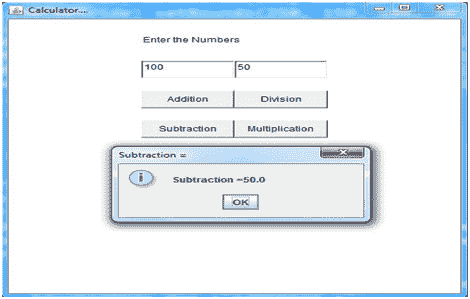 Calculator...
Enter the Numbers
100 50
Addition Division
Subtraction Multiplication
Subtraction =
Subtraction =50.0
OK